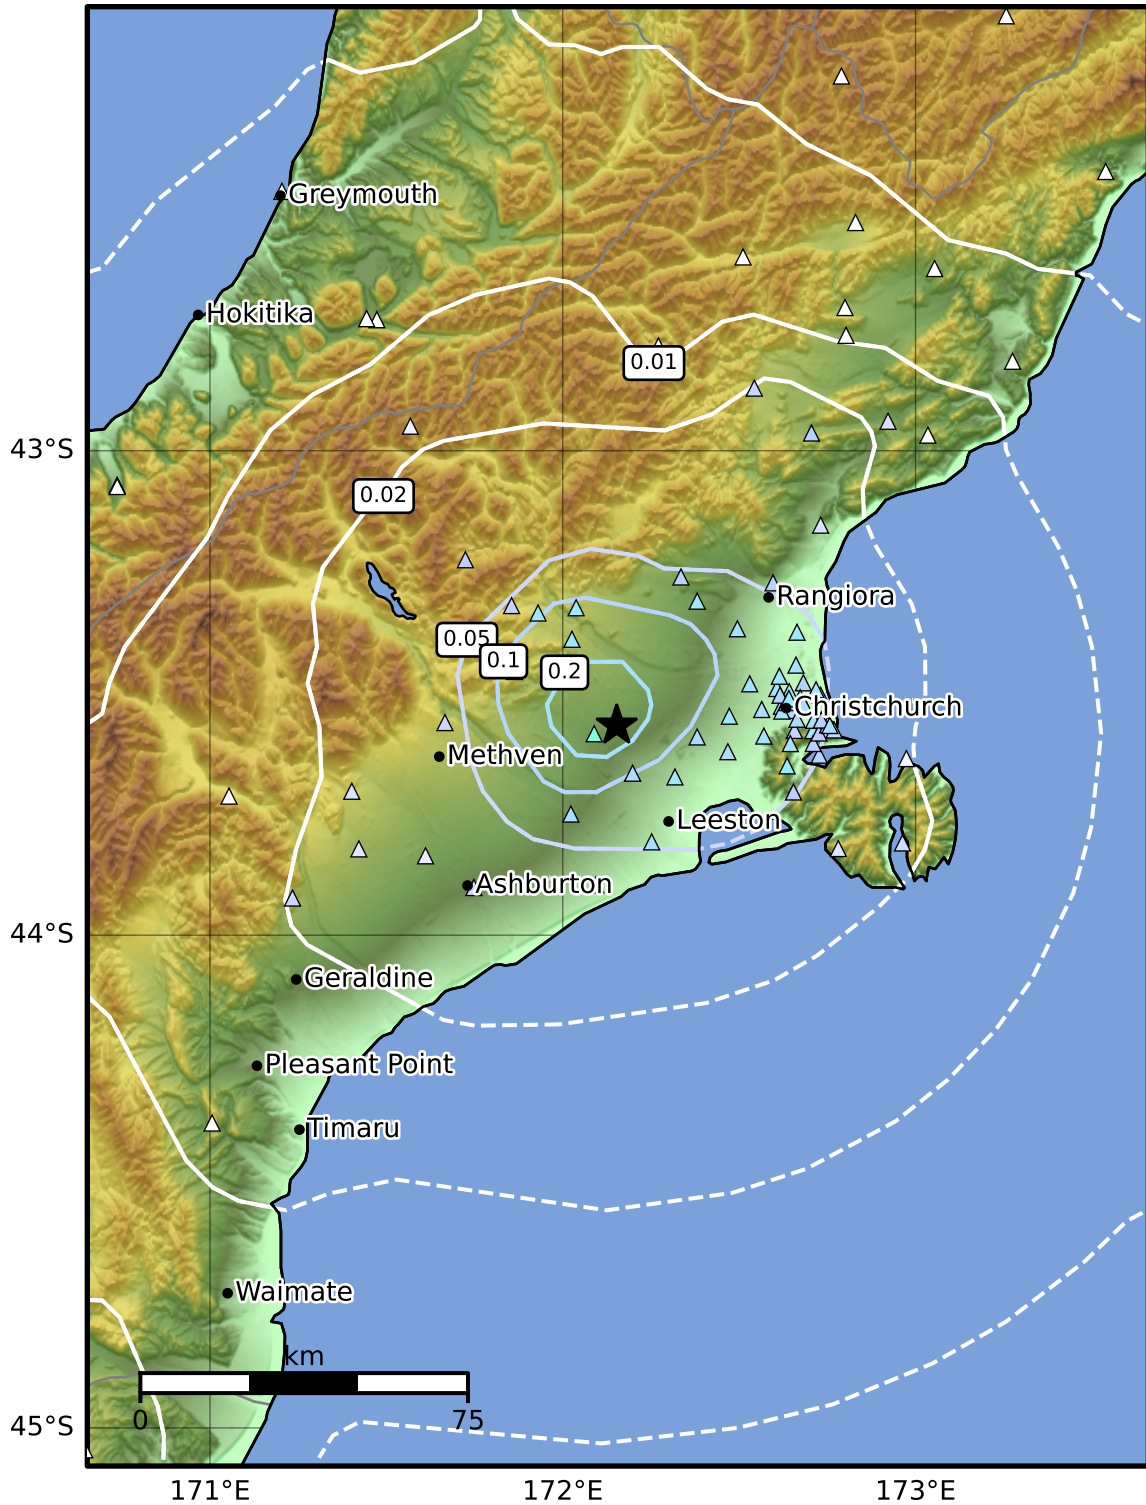 Greymouth
Hokitika
0.01
43°S
0.02
Rangiora
0.05
0.1
0.2
Christchurch
Methven
Leeston
Ashburton
44°S
Geraldine
Pleasant Point
Timaru
Waimate
km
0
75
45°S
171°E
172°E
173°E